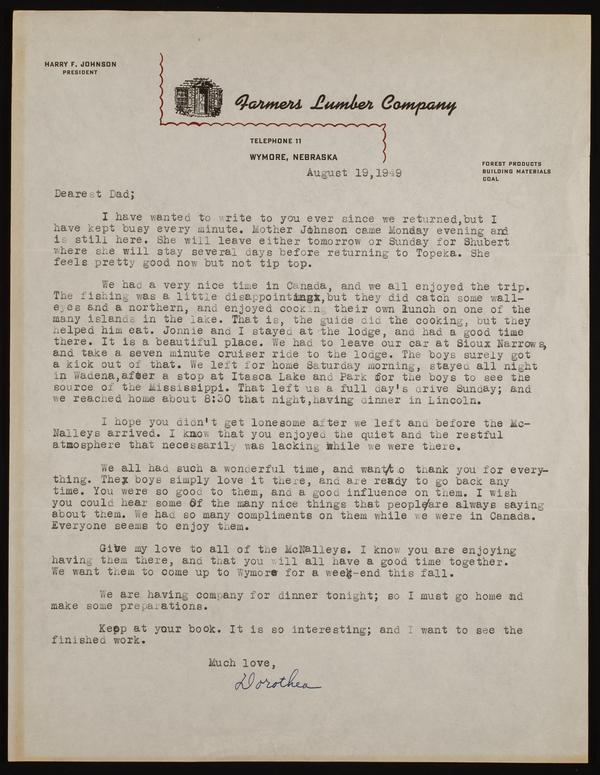 HARRY F. JOHNSON
PRESIDENT
Farmers Lumber Company
TELEPHONE 11
WYMORE, NEBRASKA
FOREST PRODUCTS
BUILDING MATERIALS
COAL
August 19,1949
Dearest Dad;
I have wanted to write to you ever since we returned,but I
have kept busy every minute. Mother Johnson came Monday evening and
is still here. She will leave either tomorrow or Sunday for Shubert
where she will stay several days before returning to Topeka. She
feels pretty good now but not tip top.
We had a very nice time in Canada, and we all enjoyed the trip.
The fishing was a little disappointingx,but they did catch some wall-
eyes and a northern, and enjoyed cooking their own lunch on one of the
many islands in the lake. That is, the guide did the cooking, but they
helped him eat. Jonnie and I stayed at the lodge, and had a good time
there. It is a beautiful place. We had to leave our car at Sioux Narrows,
and take a seven minute cruiser ride to the lodge. The boys surely got
a kick out of that. We left for home Saturday morning, stayed all night
in Wadena,after a stop at Itasca Lake and Park for the boys to see the
source of the Mississippi. That left us a full day's drive Sunday; and
we reached home about 8:30 that night,having dinner in Lincoln.
I hope you didn't get lonesome after we left and before the Mc-
Nalleys arrived. I know that you enjoyed the quiet and the restful
atmosphere that necessarily was lacking while we were there.
We all had such a wonderful time, and want/to thank you for every-
thing. Thex boys simply love it there, and are ready to go back any
time. You were so good to them, and a good influence on them. I wish
you could hear some of the many nice things that people/are always saying
about them. We had so many compliments on them while we were in Canada.
Everyone seems to enjoy them.
Give my love to all of the McNalleys. I know you are enjoying
having them there, and that you will all have a good time together.
We want them to come up to Wymore for a week-end this fall.
We are having company for dinner tonight; so I must go home and
make some preparations.
Keep at your book. It is so interesting; and I want to see the
finished work.
Much love,
Dorothea